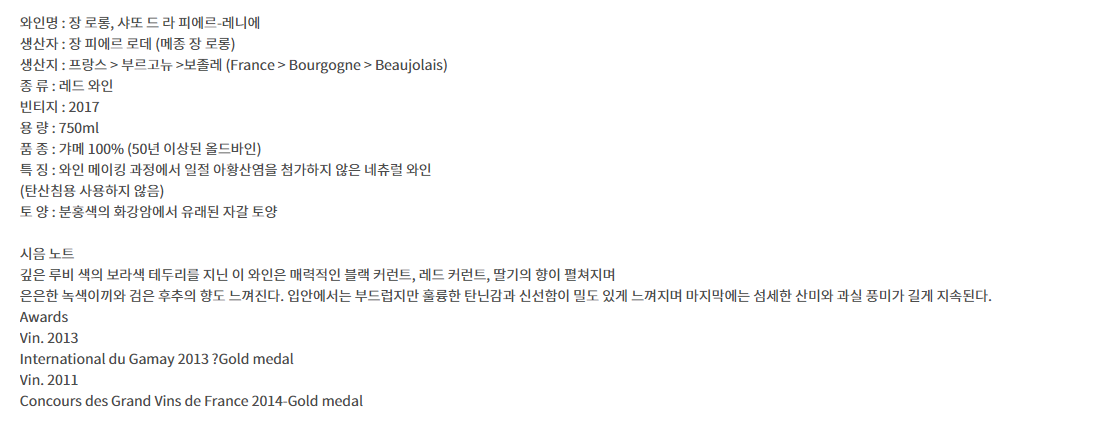 와인명 : 장 로롱, 샤또 드 라 피에르-레니에
생산자 : 장 피에르 로데 (메종 장 로롱)
생산지 : 프랑스 > 부르고뉴 >보졸레 (France > Bourgogne > Beaujolais)
종 류 : 레드 와인
빈티지 : 2017
용 량 : 750ml
품 종 : 갸메 100% (50년 이상된 올드바인)
특 징 : 와인 메이킹 과정에서 일절 아황산염을 첨가하지 않은 네츄럴 와인
(탄산침용 사용하지 않음)
토 양 : 분홍색의 화강암에서 유래된 자갈 토양
시음 노트
깊은 루비 색의 보라색 테두리를 지닌 이 와인은 매력적인 블랙 커런트, 레드 커런트, 딸기의 향이 펼쳐지며
은은한 녹색이끼와 검은 후추의 향도 느껴진다. 입안에서는 부드럽지만 훌륭한 탄닌감과 신선함이 밀도 있게 느껴지며 마지막에는 섬세한 산미와 과실 풍미가 길게 지속된다.
Awards
Vin. 2013
International du Gamay 2013 ?Gold medal
Vin. 2011
Concours des Grand Vins de France 2014-Gold medal